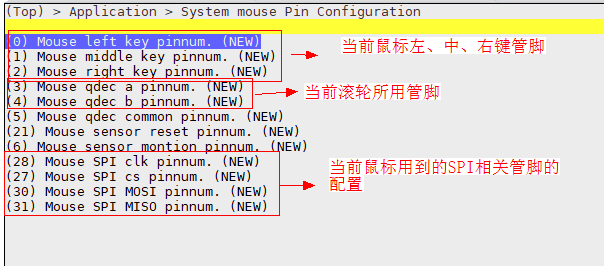 (Top) > Application > System mouse Pin Configuration
(0) Mouse left key pinnum. (NEW)
(1) Mouse middle key pinnum. (NEW)
(2) Mouse right key pinnum. (NEW)
当前鼠标左、中、右键管脚
(3) Mouse qdec a pinnum. (NEW)
(4) Mouse qdec b pinnum. (NEW)
当前滚轮所用管脚
(5) Mouse qdec common pinnum. (NEW)
(21) Mouse sensor reset pinnum. (NEW)
(6) Mouse sensor montion pinnum. (NEW)
(28) Mouse SPI clk pinnum. (NEW)
(27) Mouse SPI cs pinnum. (NEW)
(30) Mouse SPI MOSI pinnum. (NEW)
(31) Mouse SPI MISO pinnum. (NEW)
当前鼠标用到的SPI相关管脚的
配置